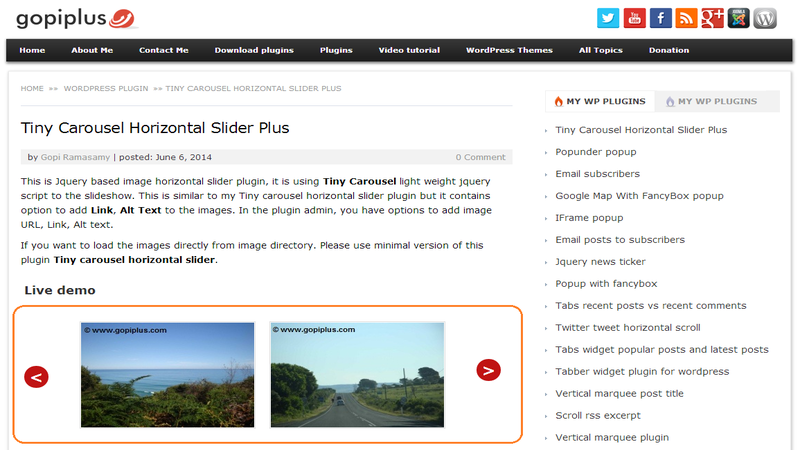 gopiplus
You Tube
g+
Joomla
Home About Me Contact Me Download plugins Plugins Video tutorial WordPress Themes All Topics Donation
HOME »» WORDPRESS PLUGIN »» TINY CAROUSEL HORIZONTAL SLIDER PLUS
Tiny Carousel Horizontal Slider Plus
by Gopi Ramasamy | posted: June 6, 2014
0 Comment
This is Jquery based image horizontal slider plugin, it is using Tiny Carousel light weight jquery
script to the slideshow. This is similar to my Tiny carousel horizontal slider plugin but it contains
option to add Link, Alt Text to the images. In the plugin admin, you have options to add image
URL, Link, Alt text.
If you want to load the images directly from image directory. Please use minimal version of this
plugin Tiny carousel horizontal slider.
Live demo
<
© www.gopiplus.com
© www.gopiplus.com
>
MY WP PLUGINS MY WP PLUGINS
Tiny Carousel Horizontal Slider Plus
Popunder popup
Email subscribers
Google Map With FancyBox popup
IFrame popup
Email posts to subscribers
Jquery news ticker
Popup with fancybox
Tabs recent posts vs recent comments
Twitter tweet horizontal scroll
Tabs widget popular posts and latest posts
Tabber widget plugin for wordpress
Vertical marquee post title
Scroll rss excerpt
Vertical marquee plugin